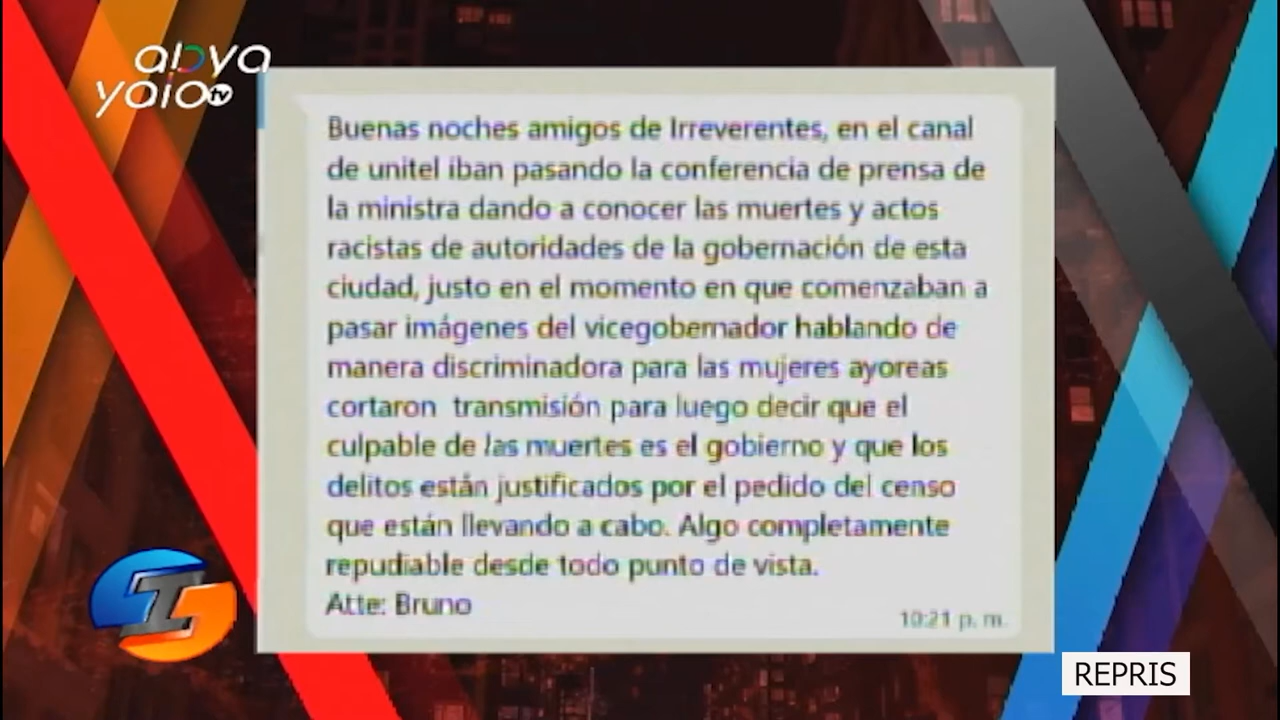 abya
yala tv
Buenas noches amigos de Irreverentes, en el canal
de unitel iban pasando la conferencia de prensa de
la ministra dando a conocer las muertes y actos
racistas de autoridades de la gobernación de esta
ciudad, justo en el momento en que comenzaban a
pasar imágenes del vicegobernador hablando de
manera discriminadora para las mujeres ayoreas
cortaron transmisión para luego decir que el
culpable de las muertes es el gobierno y que los
delitos están justificados por el pedido del censo
que están llevando a cabo. Algo completamente
repudiable desde todo punto de vista.
Atte: Bruno
10:21 p. m.
I
REPRIS